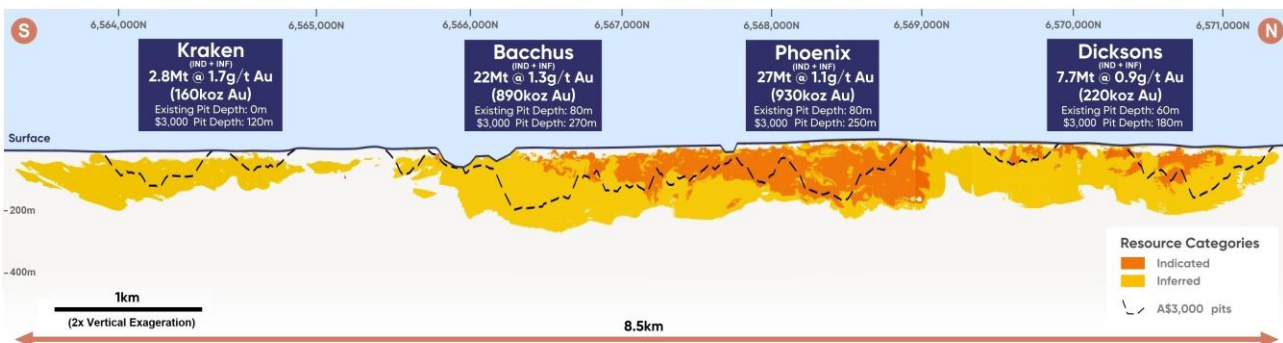 S
6,564,000N
6,565,000N
6,566,000N
6,567,000N
6,568,000N
6,569,000N
6,570,000N
6,571,000N
N
Kraken
(IND + INF)
2.8Mt @ 1.7g/t Au
(160koz Au)
Existing Pit Depth: 0m
$3,000 Pit Depth: 120m
Bacchus
(IND + INF)
22Mt @ 1.3g/t Au
(890koz Au)
Existing Pit Depth: 80m
$3,000 Pit Depth: 270m
Phoenix
(IND + INF)
27Mt @ 1.1g/t Au
(930koz Au)
Existing Pit Depth: 80m
$3,000 Pit Depth: 250m
Dicksons
(IND + INF)
7.7Mt @ 0.9g/t Au
(220koz Au)
Existing Pit Depth: 60m
$3,000 Pit Depth: 180m
Surface
-200m
-400m
Resource Categories
Indicated
Inferred
A$3,000 pits
1km
(2x Vertical Exageration)
8.5km